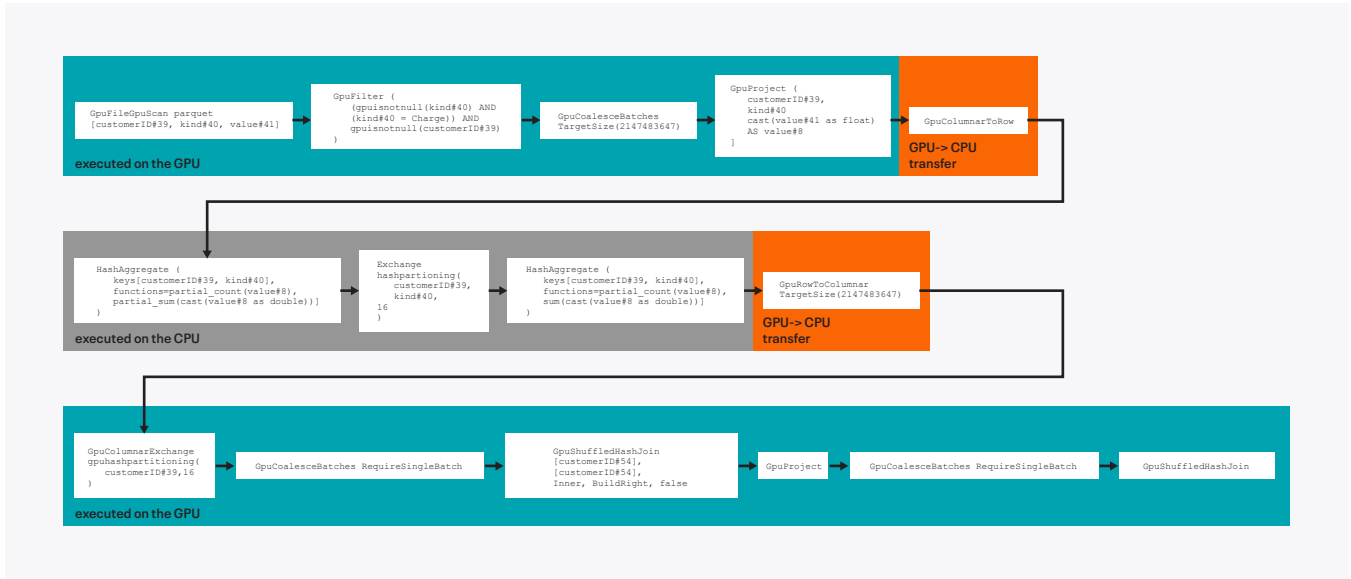 GpuFileGpuScan parquet
[customerID#39, kind#40, value#41]
GpuFilter (
(gpuisnotnull(kind#40) AND
(kind#40 = Charge)) AND
gpuisnotnull(customerID#39)
)
GpuCoalesceBatches
TargetSize(2147483647)
GpuProject (
customerID#39,
kind#40
cast(value#41 as float)
AS value#8
]
GpuColumnarToRow
executed on the GPU
GPU-> CPU
transfer
HashAggregate (
keys[customerID#39, kind#40],
functions=partial_count(value#8),
partial_sum(cast(value#8 as double))]
)
Exchange
hashpartioning(
customerID#39,
kind#40,
16
)
HashAggregate (
keys[customerID#39, kind#40],
functions=partial_count(value#8),
sum(cast(value#8 as double))]
)
GpuRowToColumnar
TargetSize(2147483647)
executed on the CPU
GPU-> CPU
transfer
GpuColumnarExchange
gpuhashpartitioning(
customerID#39,16
)
GpuCoalesceBatches RequireSingleBatch
GpuShuffledHashJoin
[customerID#54],
[customerID#54],
Inner, BuildRight, false
GpuProject
GpuCoalesceBatches RequireSingleBatch
GpuShuffledHashJoin
executed on the GPU